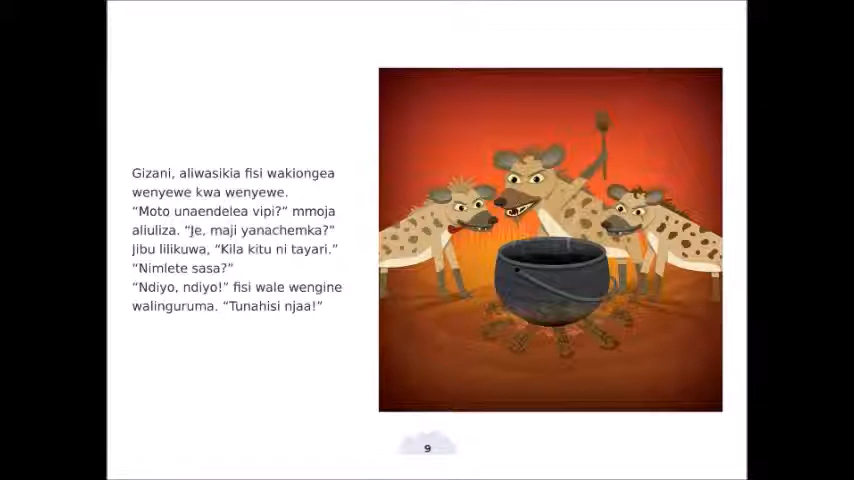 Gizani, aliwasikia fisi wakiongea
wenyewe kwa wenyewe.
“Moto unaendelea vipi?” mmoja
aliuliza. “Je, maji yanachemka?”
Jibu lilikuwa, “Kila kitu ni tayari.”
“Nimlete sasa?”
“Ndiyo, ndiyo!” fisi wale wengine
walinguruma. “Tunahisi njaa!”
9